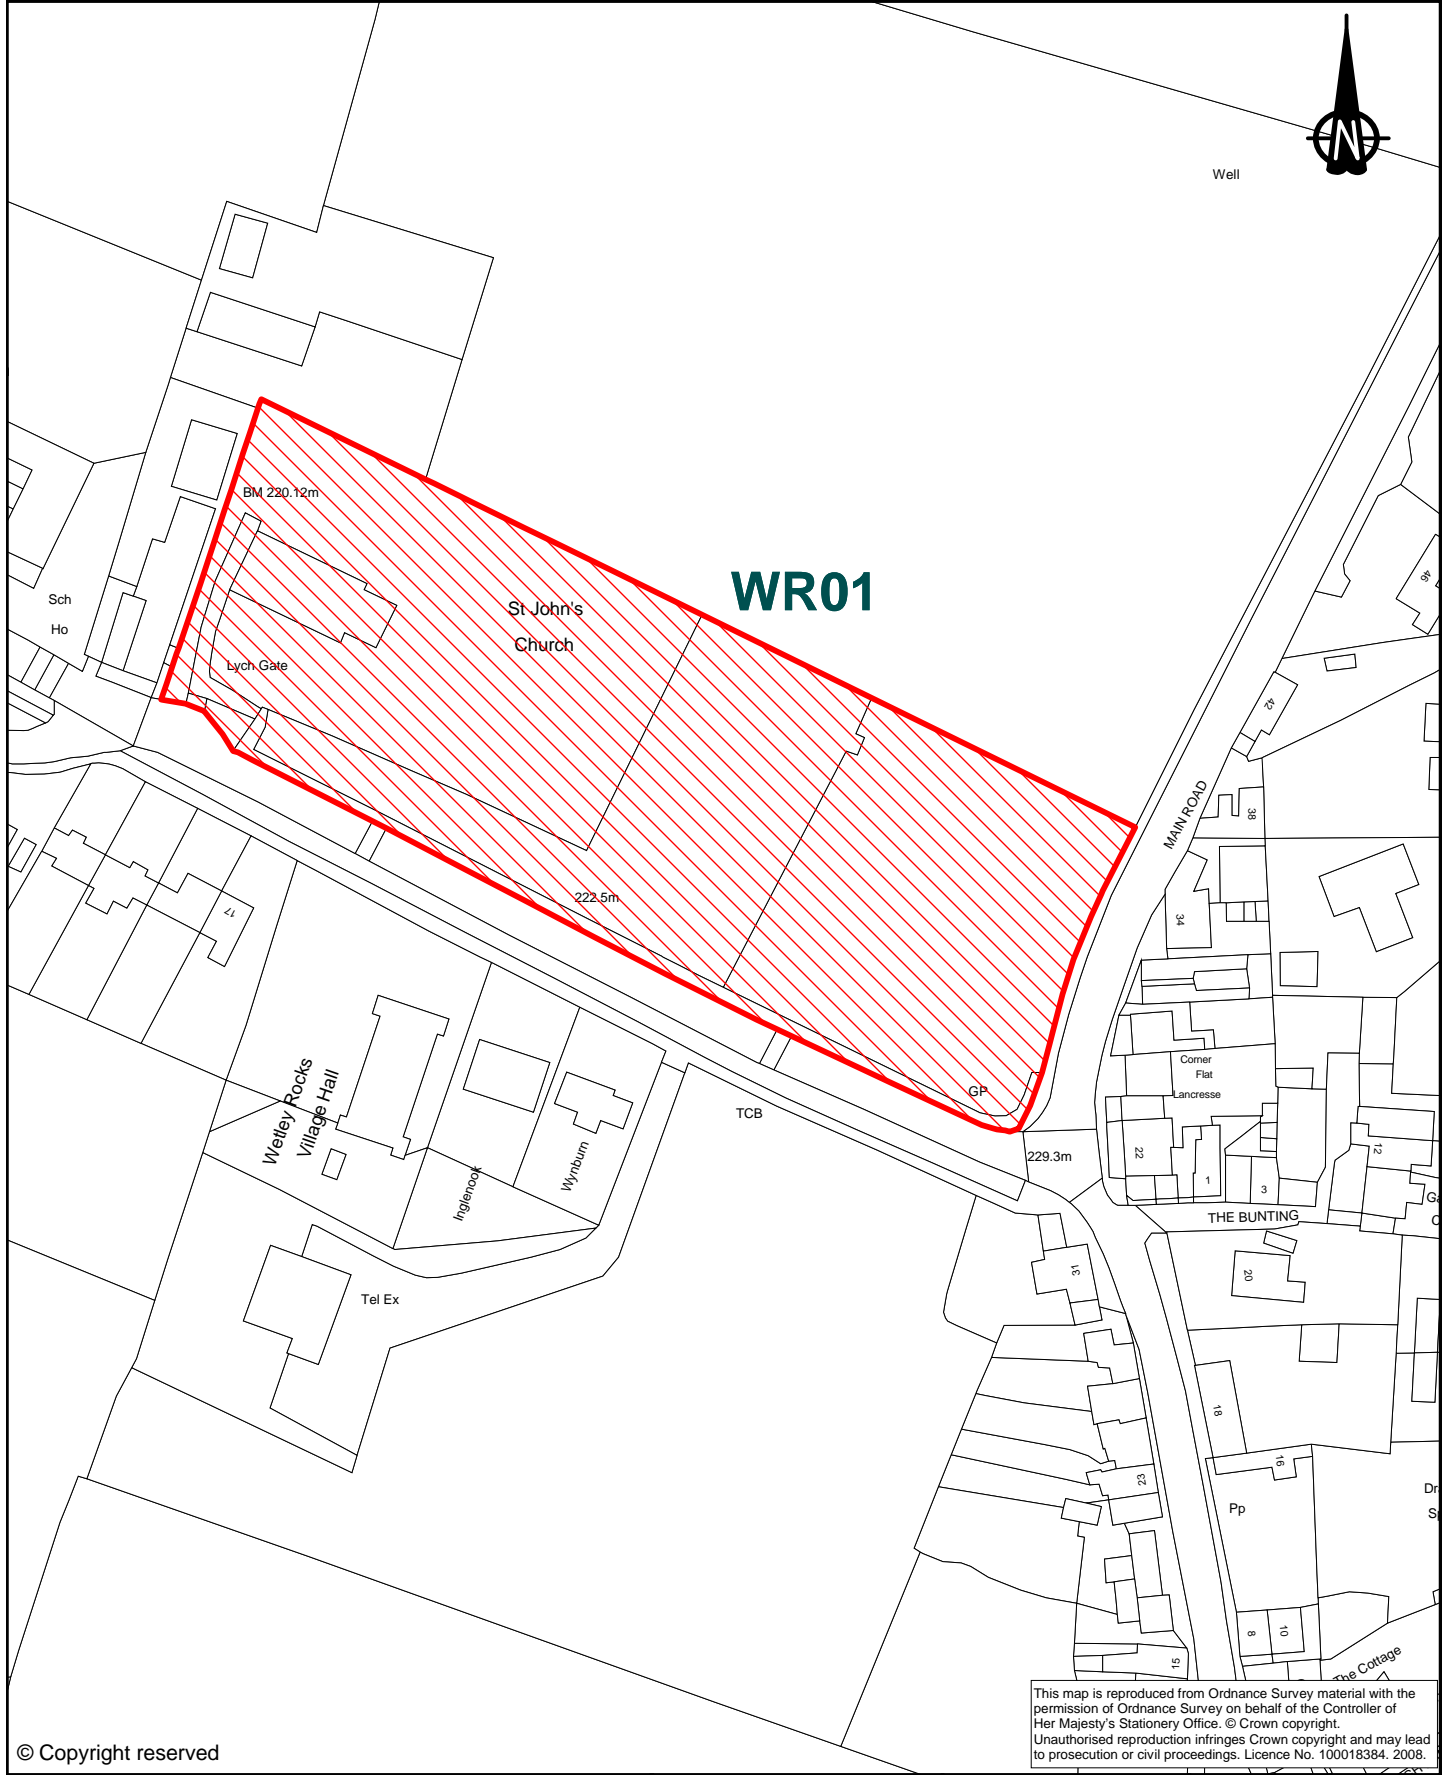 N
Well
BM 220.12m
WR01
Sch
Ho
St John's
Church
Lych Gate
46
42
MAIN ROAD
38
34
17
222.5m
Wetley Rocks
Village Hall
Inglenook
Wynburn
TCB
GP
229.3m
Corner
Flat
Lancresse
22
1
3
12
THE BUNTING
20
31
Tel Ex
18
16
23
Pp
8
10
15
The Cottage
This map is reproduced from Ordnance Survey material with the
permission of Ordnance Survey on behalf of the Controller of
Her Majesty's Stationery Office. © Crown copyright.
Unauthorised reproduction infringes Crown copyright and may lead
to prosecution or civil proceedings. Licence No. 100018384. 2008.
© Copyright reserved